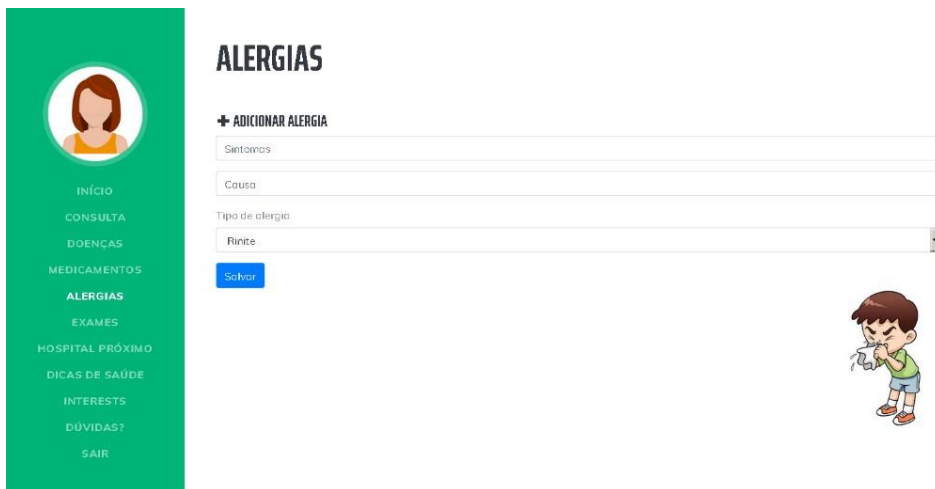 INÍCIO
CONSULTA
DOENÇAS
MEDICAMENTOS
ALERGIAS
EXAMES
HOSPITAL PRÓXIMO
DICAS DE SAÚDE
INTERESTS
DÚVIDAS?
SAIR
ALERGIAS
+ ADICIONAR ALERGIA
Sintomas
Causa
Tipo de alergia
Rinite
Salvar